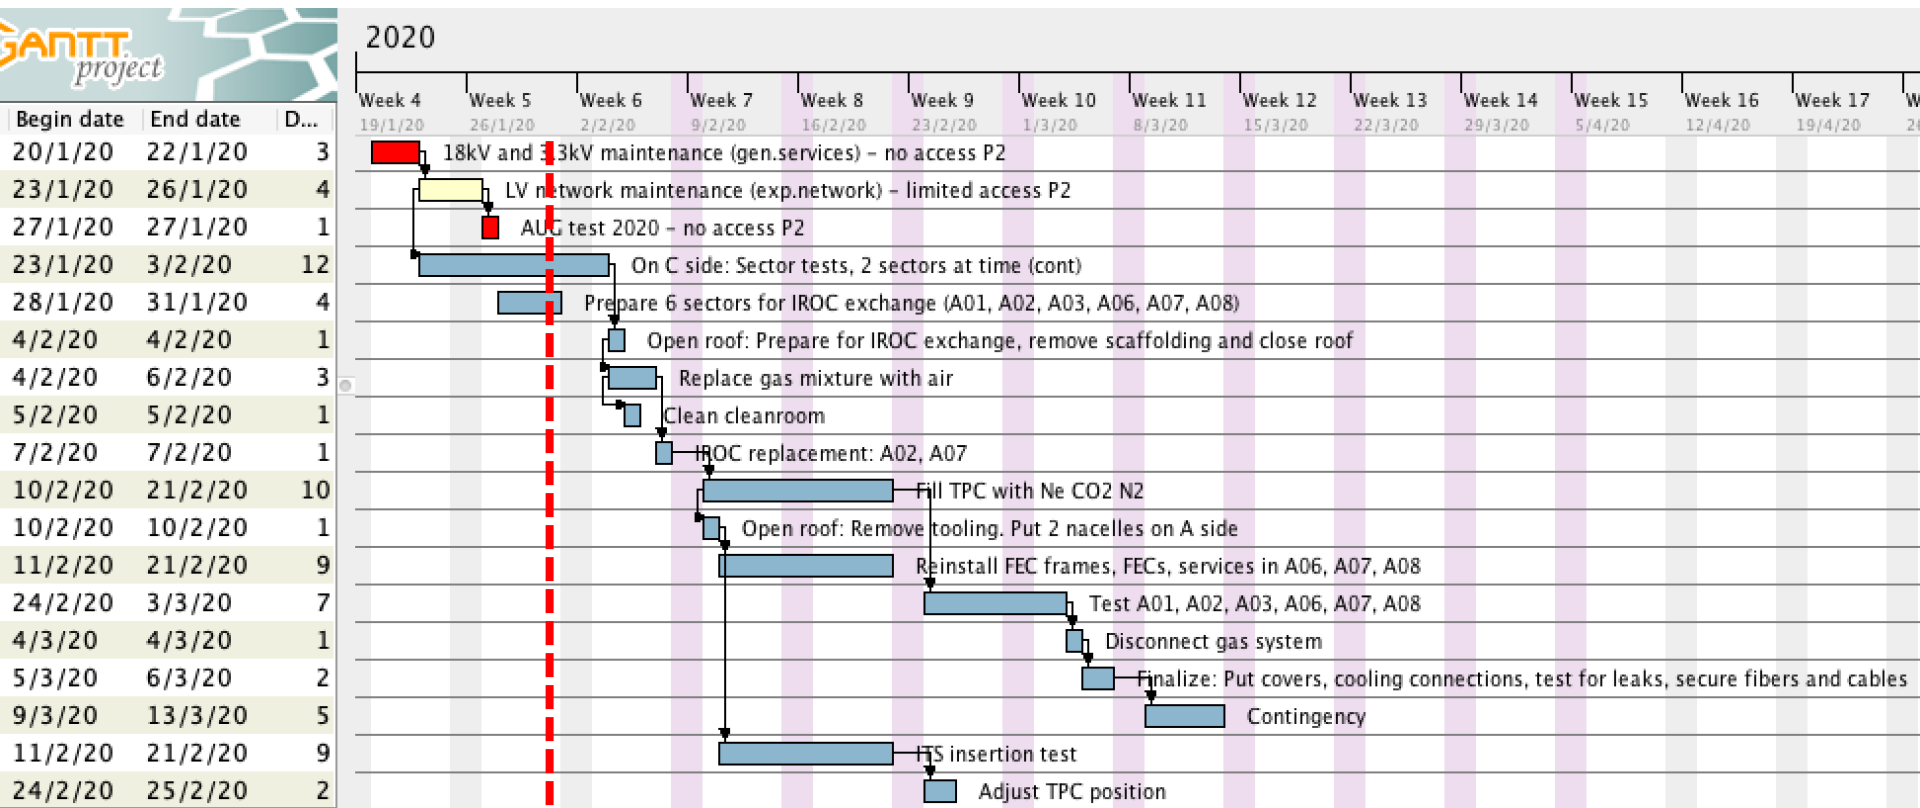 GANTT
project
2020
Week 4 Week 5 Week 6 Week 7 Week 8 Week 9 Week 10 Week 11 Week 12 Week 13 Week 14 Week 15 Week 16 Week 17
Begin date End date D... 19/1/20 26/1/20 2/2/20 9/2/20 16/2/20 23/2/20 1/3/20 8/3/20 15/3/20 22/3/20 29/3/20 5/4/20 12/4/20 19/4/20
20/1/20 22/1/20 3 18kV and 3.3kV maintenance (gen.services) – no access P2
23/1/20 26/1/20 4 LV network maintenance (exp.network) – limited access P2
27/1/20 27/1/20 1 AUG test 2020 – no access P2
23/1/20 3/2/20 12 On C side: Sector tests, 2 sectors at time (cont)
28/1/20 31/1/20 4 Prepare 6 sectors for IROC exchange (A01, A02, A03, A06, A07, A08)
4/2/20 4/2/20 1 Open roof: Prepare for IROC exchange, remove scaffolding and close roof
4/2/20 6/2/20 3 Replace gas mixture with air
5/2/20 5/2/20 1 Clean cleanroom
7/2/20 7/2/20 1 IROC replacement: A02, A07
10/2/20 21/2/20 10 Fill TPC with Ne CO2 N2
10/2/20 10/2/20 1 Open roof: Remove tooling. Put 2 nacelles on A side
11/2/20 21/2/20 9 Reinstall FEC frames, FECs, services in A06, A07, A08
24/2/20 3/3/20 7 Test A01, A02, A03, A06, A07, A08
4/3/20 4/3/20 1 Disconnect gas system
5/3/20 6/3/20 2 Finalize: Put covers, cooling connections, test for leaks, secure fibers and cables
9/3/20 13/3/20 5 Contingency
11/2/20 21/2/20 9 ITS insertion test
24/2/20 25/2/20 2 Adjust TPC position